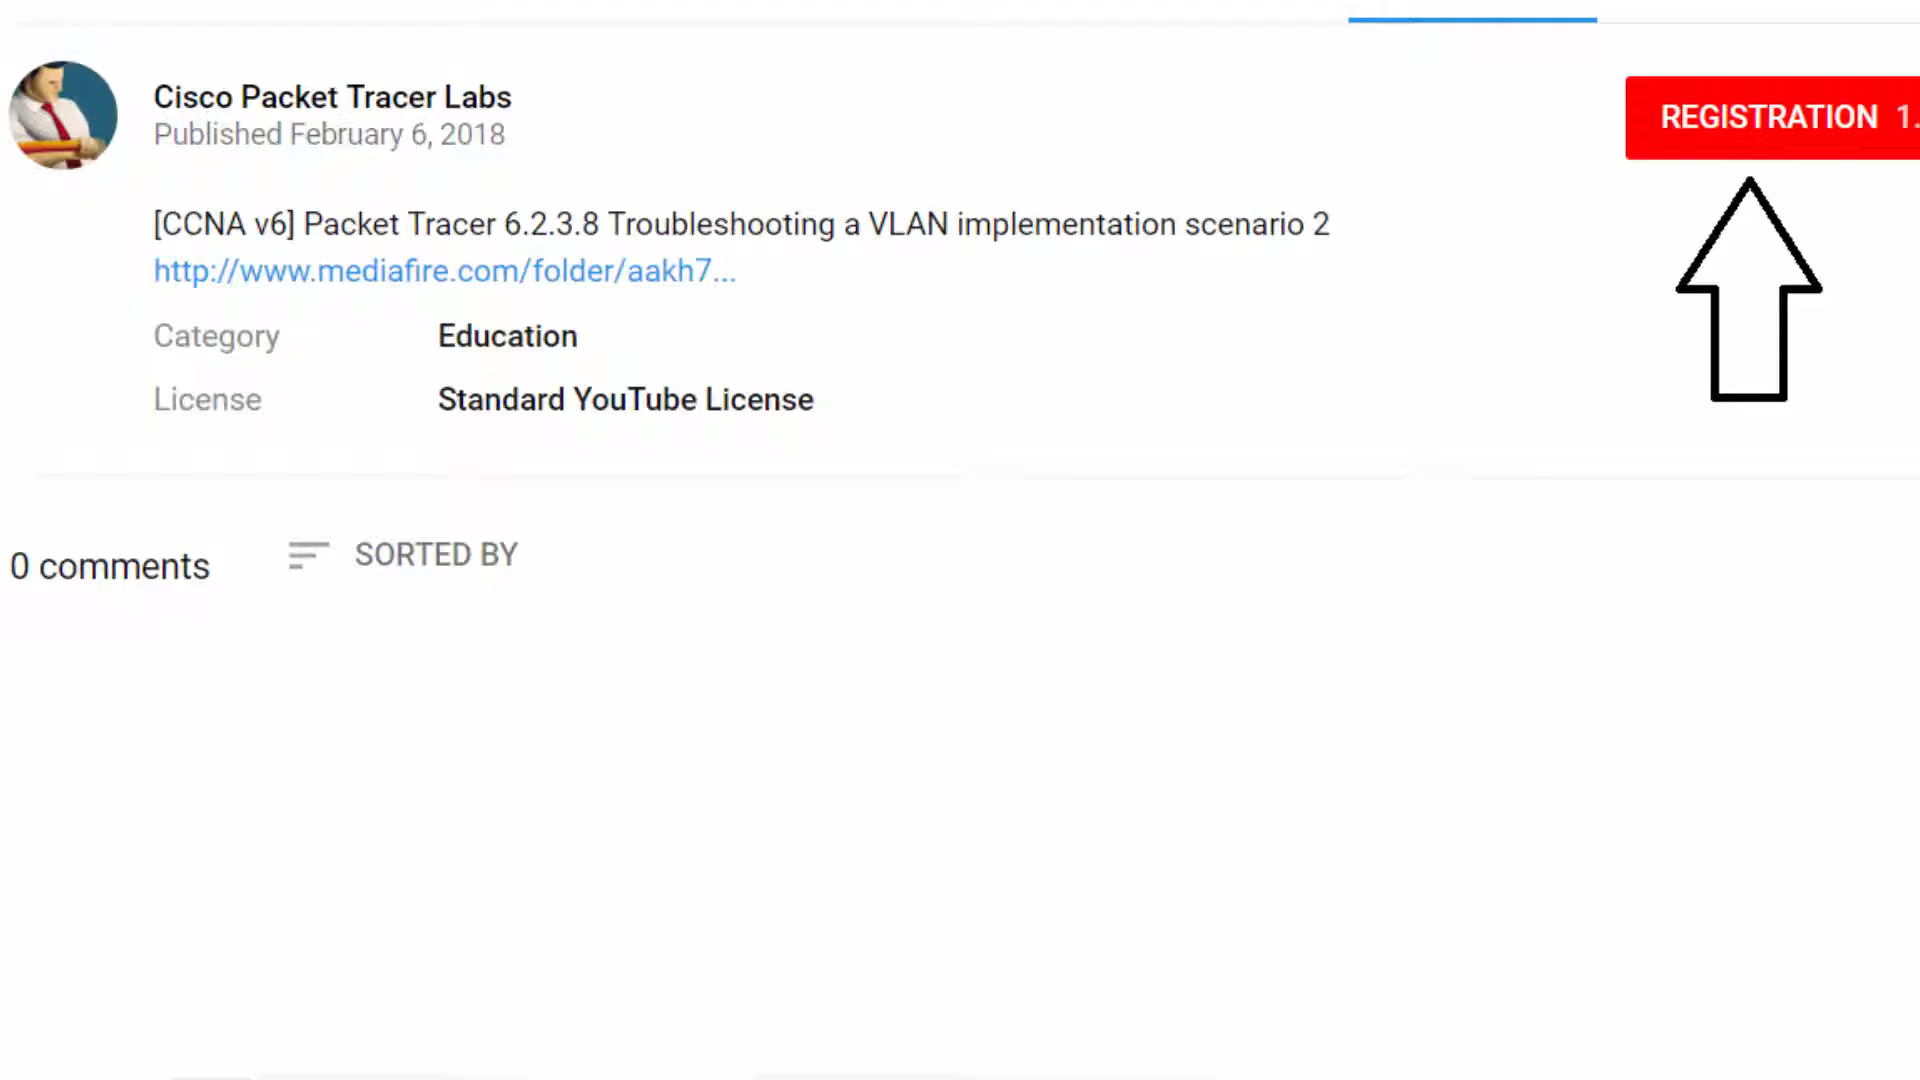 Cisco Packet Tracer Labs
Published February 6, 2018
REGISTRATION 1.
[CCNA v6] Packet Tracer 6.2.3.8 Troubleshooting a VLAN implementation scenario 2
http://www.mediafire.com/folder/aakh7...
Category Education
License Standard YouTube License
0 comments SORTED BY